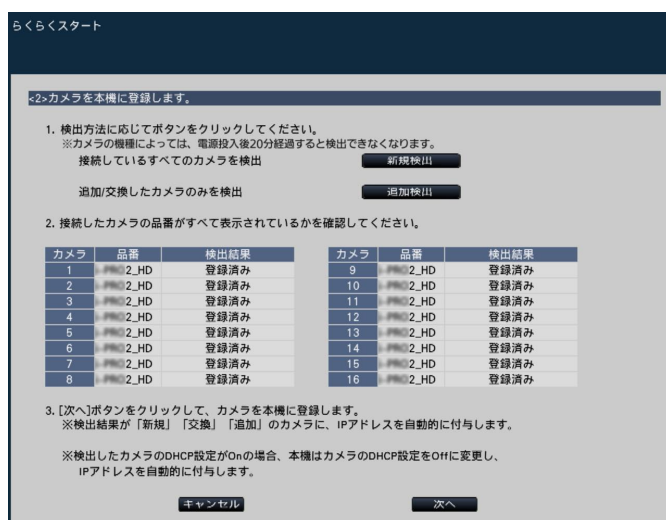 らくらくスタート
<2>カメラを本機に登録します。
1. 検出方法に応じてボタンをクリックしてください。
※カメラの機種によっては、電源投入後20分経過すると検出できなくなります。
接続しているすべてのカメラを検出 新規検出
追加/交換したカメラのみを検出 追加検出
2. 接続したカメラの品番がすべて表示されているかを確認してください。
カメラ 品番 検出結果 カメラ 品番 検出結果
1 2_HD 登録済み 9 2_HD 登録済み
2 2_HD 登録済み 10 2_HD 登録済み
3 2_HD 登録済み 11 2_HD 登録済み
4 2_HD 登録済み 12 2_HD 登録済み
5 2_HD 登録済み 13 2_HD 登録済み
6 2_HD 登録済み 14 2_HD 登録済み
7 2_HD 登録済み 15 2_HD 登録済み
8 2_HD 登録済み 16 2_HD 登録済み
3. [次へ]ボタンをクリックして、カメラを本機に登録します。
※検出結果が「新規」「交換」「追加」のカメラに、IPアドレスを自動的に付与します。
※検出したカメラのDHCP設定がOnの場合、本機はカメラのDHCP設定をOffに変更し、
IPアドレスを自動的に付与します。
キャンセル 次へ